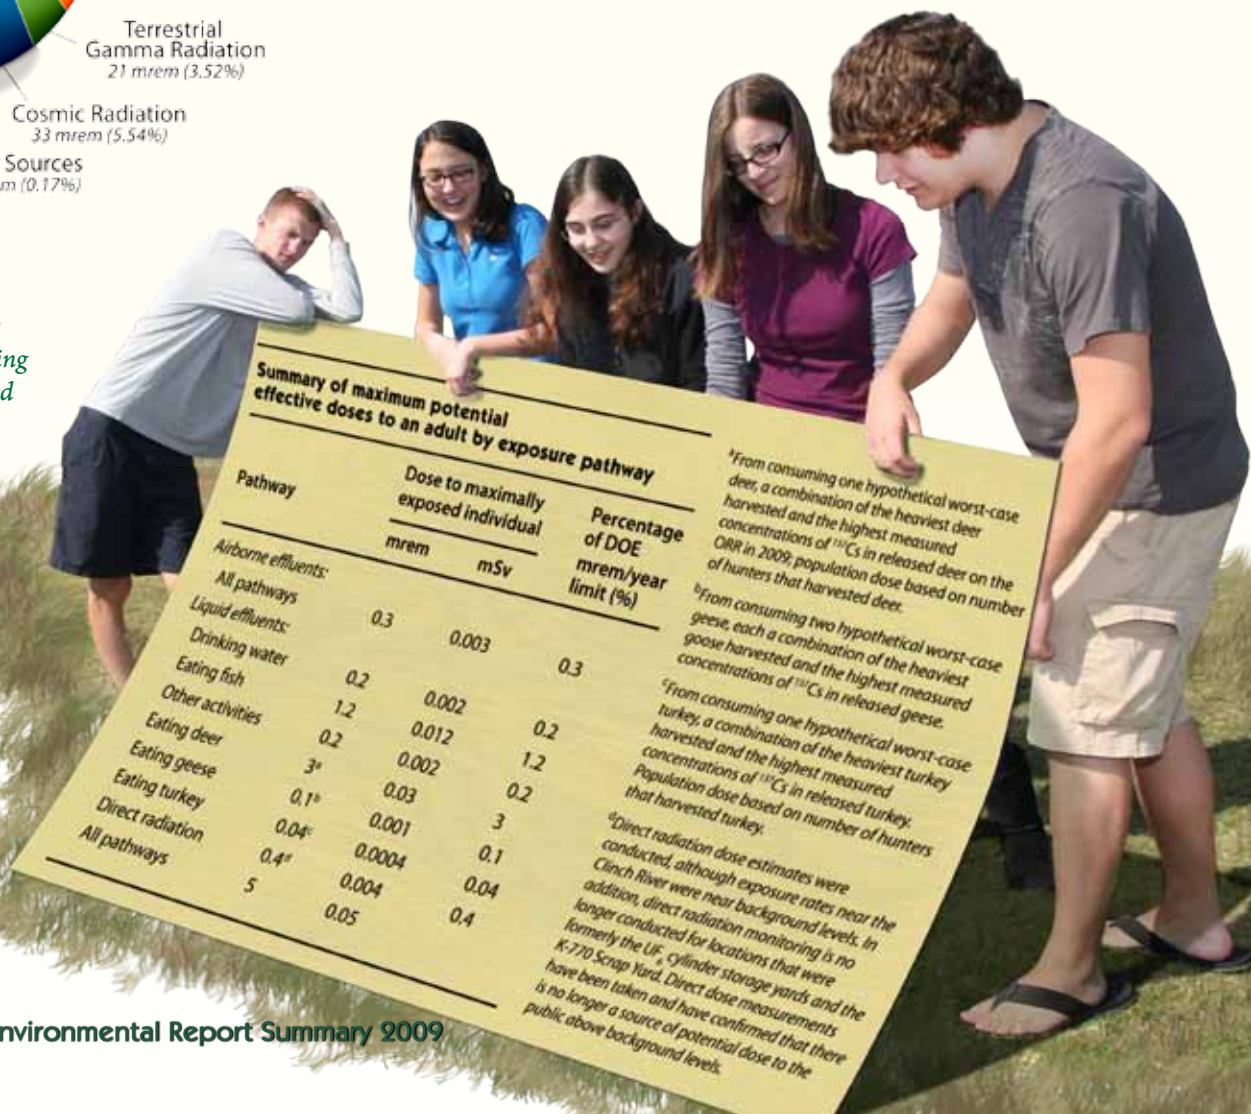 Terrestrial
Gamma Radiation
21 mrem (3.52%)
Cosmic Radiation
33 mrem (5.54%)
Sources
m (0.17%)
ing
d
Summary of maximum potential
effective doses to an adult by exposure pathway
Pathway
Dose to maximally
exposed individual
mrem mSv
Percentage
of DOE
mrem/year
limit (%)
Airborne effluents:
All pathways 0.3 0.003 0.3
Liquid effluents:
Drinking water 0.2 0.002 0.2
Eating fish 1.2 0.012 1.2
Other activities 0.2 0.002 0.2
Eating deer 3ᵃ 0.03 3
Eating geese 0.1ᵇ 0.001 0.1
Eating turkey 0.04ᶜ 0.0004 0.04
Direct radiation 0.4ᵈ 0.004 0.4
All pathways 5 0.05
ᵃFrom consuming one hypothetical worst-case
deer, a combination of the heaviest deer
harvested and the highest measured
concentrations of ¹³⁷Cs in released deer on the
ORR in 2009; population dose based on number
of hunters that harvested deer.
ᵇFrom consuming two hypothetical worst-case
geese, each a combination of the heaviest
goose harvested and the highest measured
concentrations of ¹³⁷Cs in released geese.
ᶜFrom consuming one hypothetical worst-case
turkey, a combination of the heaviest turkey
harvested and the highest measured
concentrations of ¹³⁷Cs in released turkey.
Population dose based on number of hunters
that harvested turkey.
ᵈDirect radiation dose estimates were
conducted, although exposure rates near the
Clinch River were near background levels. In
addition, direct radiation monitoring is no
longer conducted for locations that were
formerly the UF₆ cylinder storage yards and the
K-770 Scrap Yard. Direct dose measurements
have been taken and have confirmed that there
is no longer a source of potential dose to the
public above background levels.
nvironmental Report Summary 2009